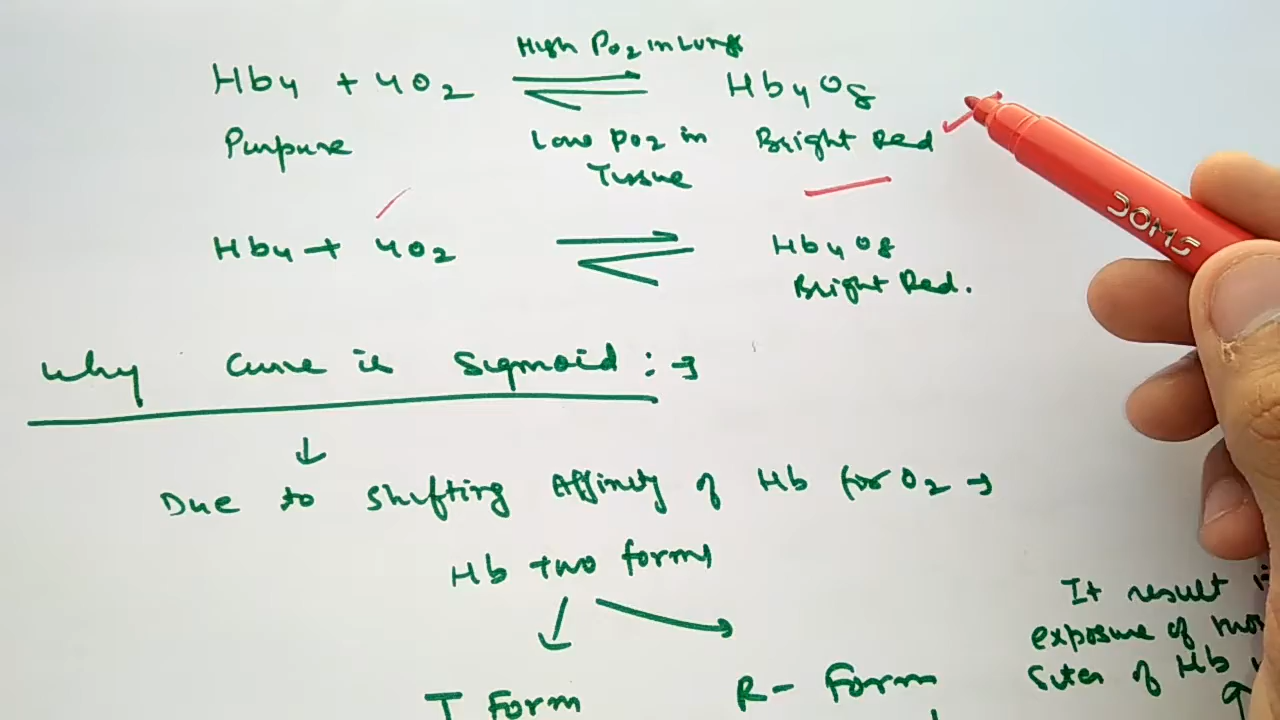 High PO2 in Lungs
Hb4 + 4O2 ⇌ Hb4O8
Purpure
Low PO2 in Tissue
Bright Red
Hb4 + 4O2 ⇌ Hb4O8
Bright Red.
Why Curve is Sigmoid :→
↓
Due to Shifting Affinity of Hb for O2 →
Hb two forms
T Form
R- Form
It result
exposure of
Sites of Hb
DOMS